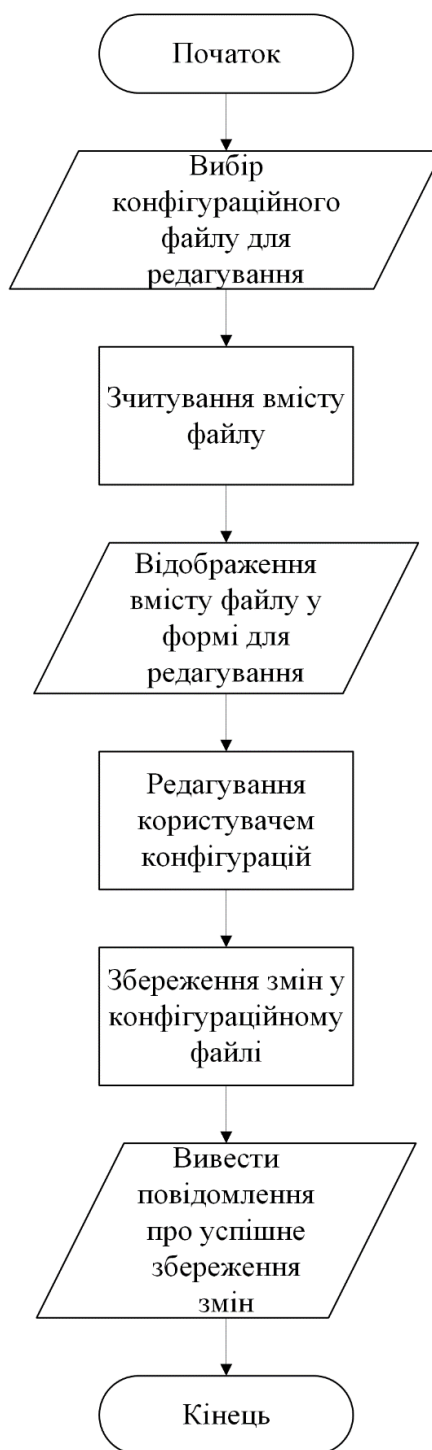 Початок
Вибір
конфігураційного
файлу для
редагування
Зчитування вмісту
файлу
Відображення
вмісту файлу у
формі для
редагування
Редагування
користувачем
конфігурацій
Збереження змін у
конфігураційному
файлі
Вивести
повідомлення
про успішне
збереження
змін
Кінець